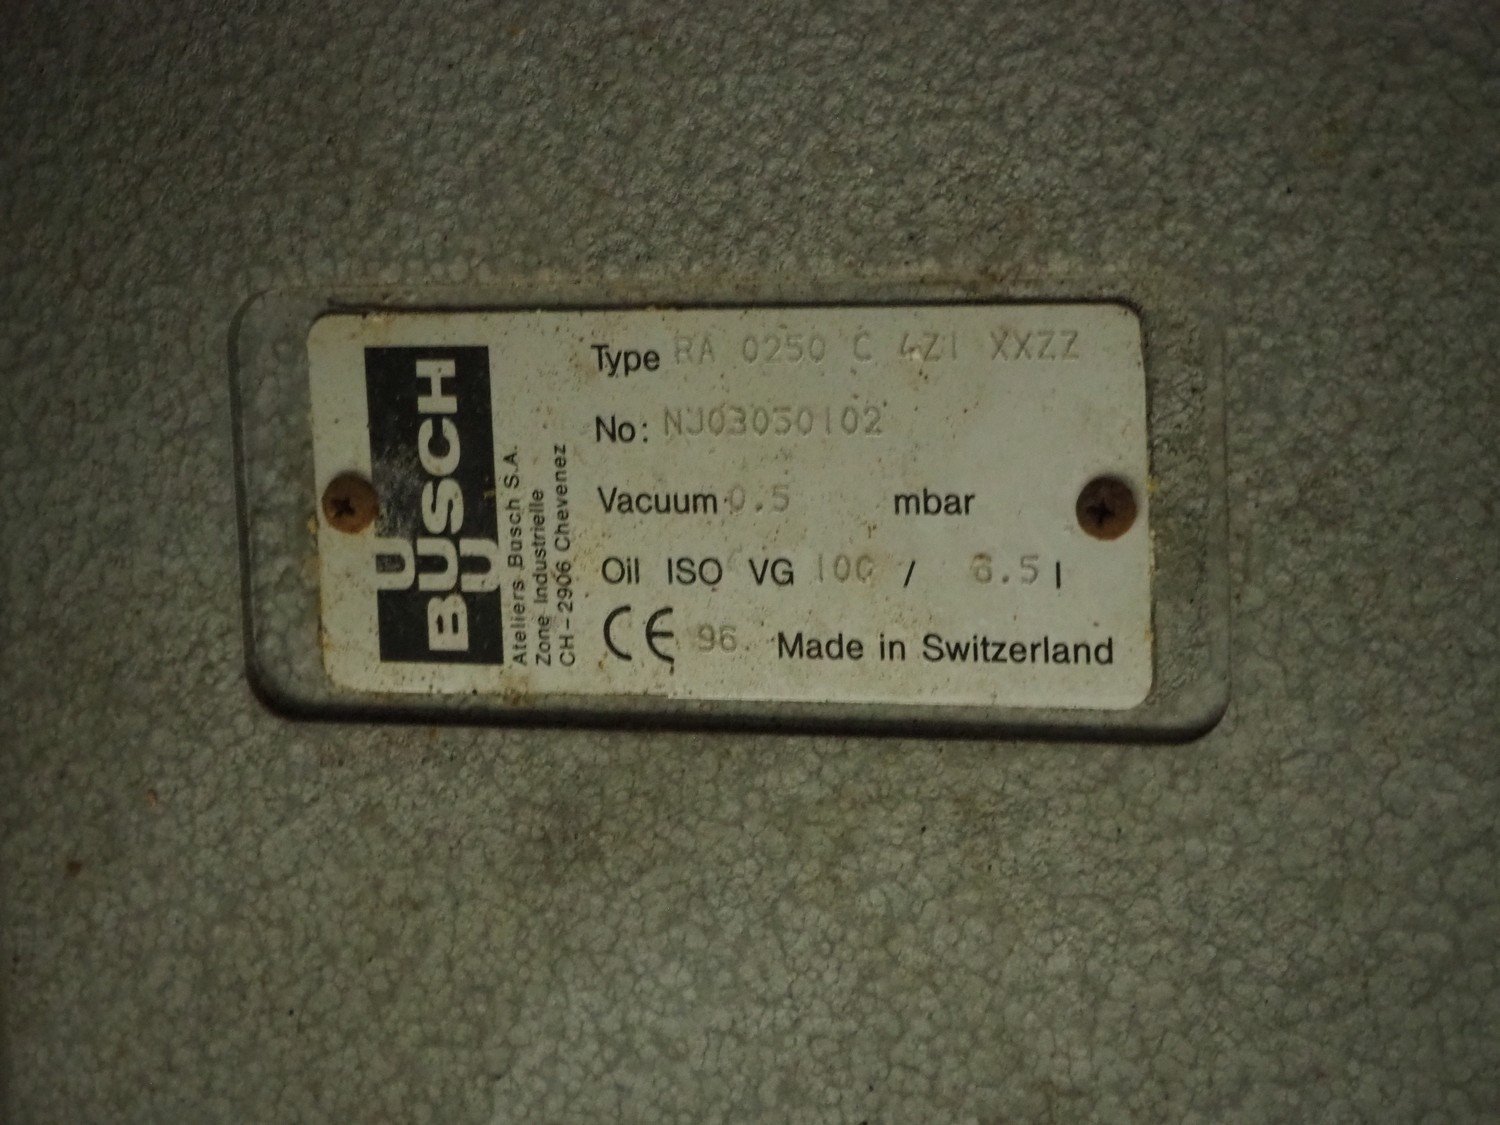 BUSCH
Ateliers Busch S.A.
Zone Industrielle
CH-2906 Chevenez
Type RA 0250 C 4Z1 XXZZ
No: NJ03030102
Vacuum 0.5 mbar
Oil ISO VG 100 / 6.5 l
CE 96 Made in Switzerland